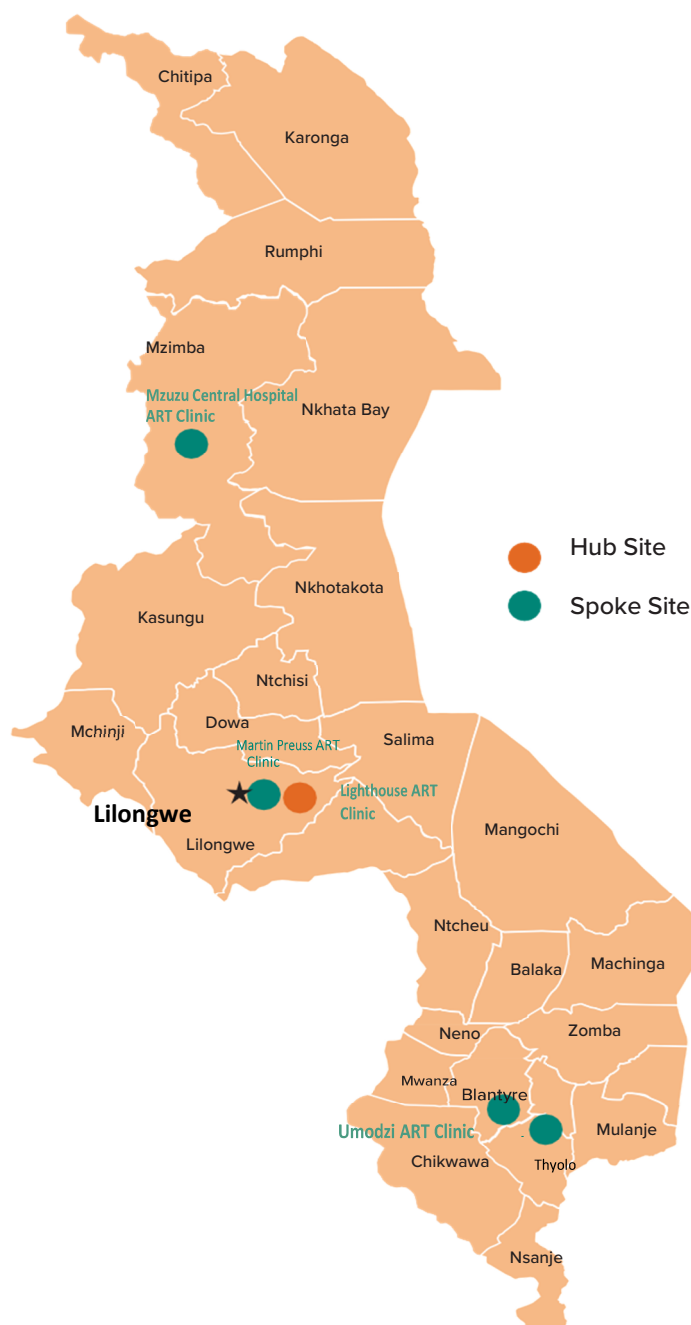 Chitipa
Karonga
Rumphi
Mzimba
Mzuzu Central Hospital
ART Clinic
Nkhata Bay
Hub Site
Spoke Site
Nkhotakota
Kasungu
Ntchisi
Dowa
Mchinji
Martin Preuss ART
Clinic
Salima
Lighthouse ART
Clinic
Lilongwe
Lilongwe
Mangochi
Ntcheu
Balaka
Machinga
Neno
Zomba
Mwanza
Blantyre
Umodzi ART Clinic
Mulanje
Chikwawa
Thyolo
Nsanje